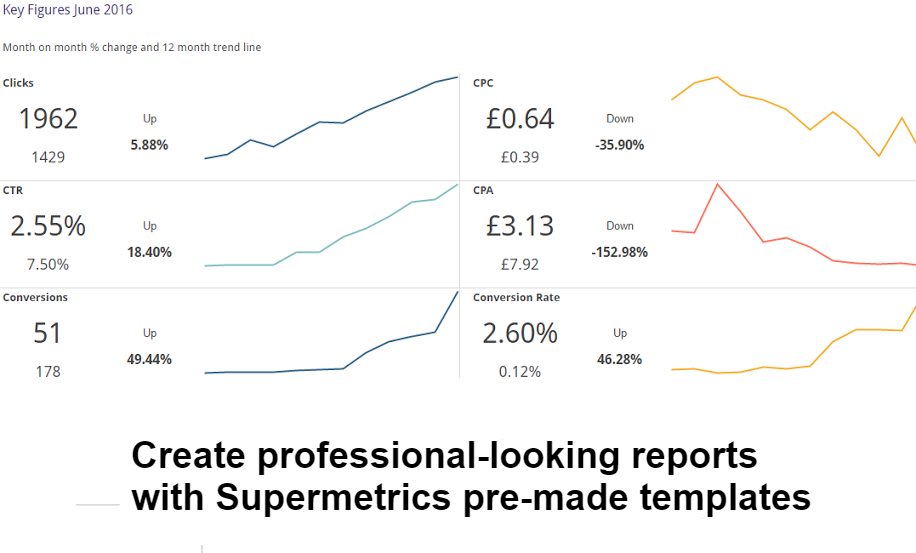 Key Figures June 2016
Month on month % change and 12 month trend line
Clicks
1962
Up
1429
5.88%
CPC
£0.64
Down
£0.39
-35.90%
CTR
2.55%
Up
7.50%
18.40%
CPA
£3.13
Down
£7.92
-152.98%
Conversions
51
Up
178
49.44%
Conversion Rate
2.60%
Up
0.12%
46.28%
Create professional-looking reports
with Supermetrics pre-made templates